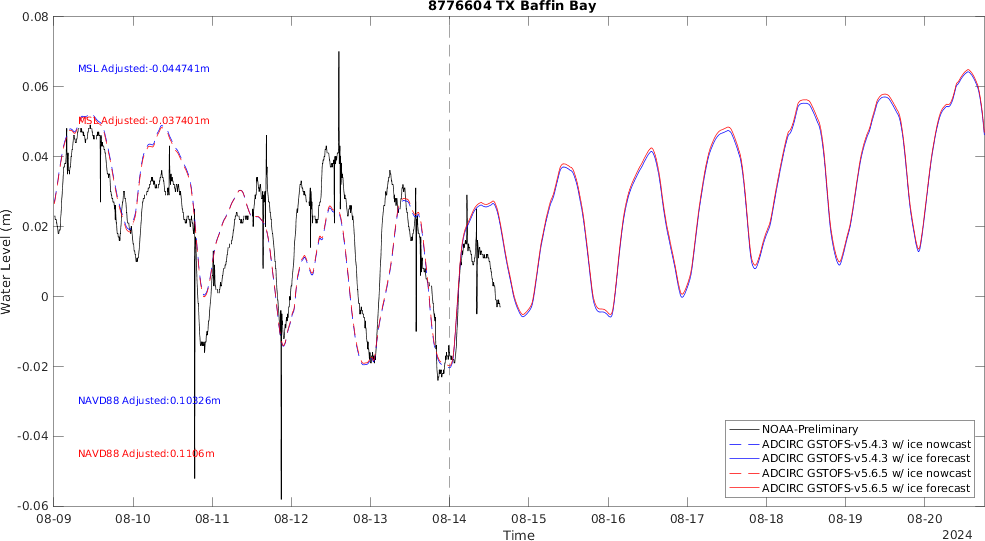 8776604 TX Baffin Bay
0.08
0.06
0.04
0.02
0
-0.02
-0.04
-0.06
Water Level (m)
MSL Adjusted:-0.044741m
MSL Adjusted:-0.037401m
NAVD88 Adjusted:0.10326m
NAVD88 Adjusted:0.1106m
NOAA-Preliminary
ADCIRC GSTOFS-v5.4.3 w/ ice nowcast
ADCIRC GSTOFS-v5.4.3 w/ ice forecast
ADCIRC GSTOFS-v5.6.5 w/ ice nowcast
ADCIRC GSTOFS-v5.6.5 w/ ice forecast
08-09 08-10 08-11 08-12 08-13 08-14 08-15 08-16 08-17 08-18 08-19 08-20
Time
2024